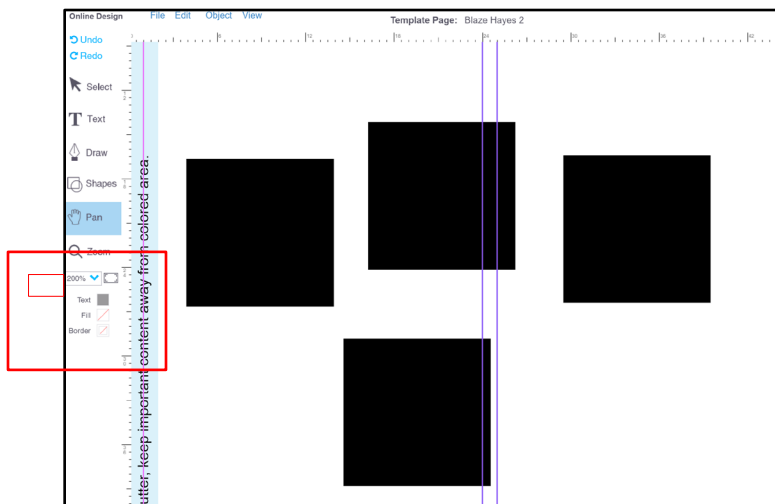 Online Design File Edit Object View
Template Page: Blaze Hayes 2
Undo
Redo
Select
Text
Draw
Shapes
Pan
Zoom
200%
Text
Fill
Border
utter, keep important content away from colored area.